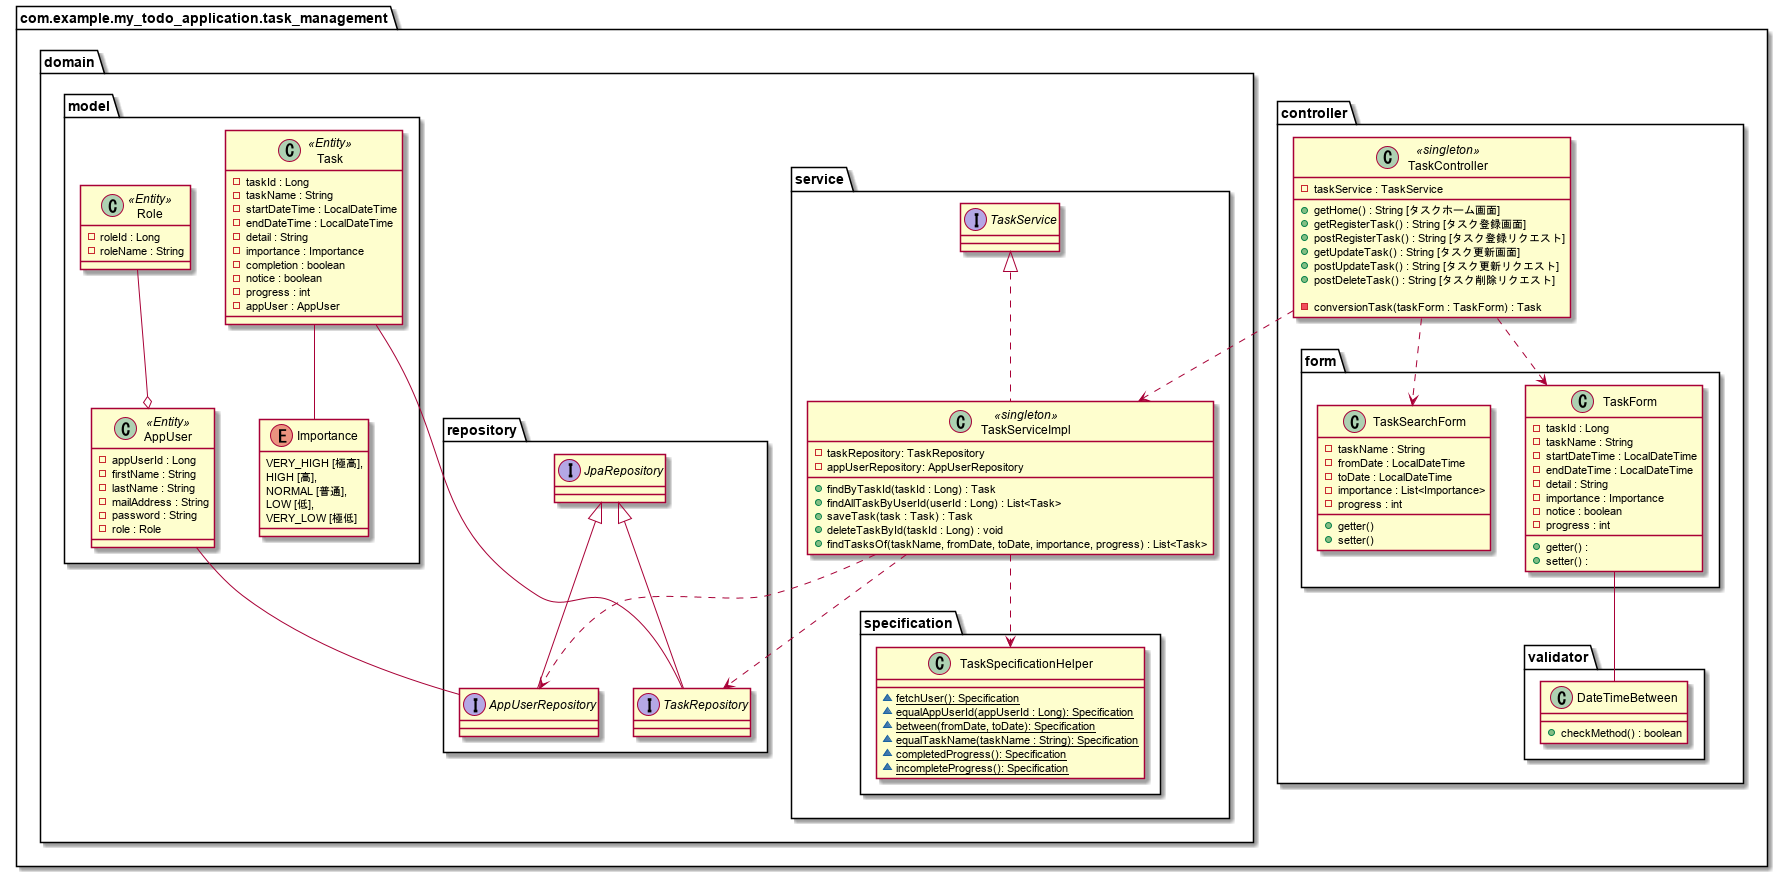 com.example.my_todo_application.task_management
domain
model
«Entity»
Role
roleId : Long
roleName : String
«Entity»
Task
taskId : Long
taskName : String
startDateTime : LocalDateTime
endDateTime : LocalDateTime
detail : String
importance : Importance
completion : boolean
notice : boolean
progress : int
appUser : AppUser
«Entity»
AppUser
appUserId : Long
firstName : String
lastName : String
mailAddress : String
password : String
role : Role
E
Importance
VERY_HIGH [極高],
HIGH [高],
NORMAL [普通],
LOW [低],
VERY_LOW [極低]
repository
JpaRepository
AppUserRepository
TaskRepository
service
TaskService
«singleton»
TaskServiceImpl
taskRepository: TaskRepository
appUserRepository: AppUserRepository
findByTaskId(taskId : Long) : Task
findAllTaskByUserId(userId : Long) : List<Task>
saveTask(task : Task) : Task
deleteTaskById(taskId : Long) : void
findTasksOf(taskName, fromDate, toDate, importance, progress) : List<Task>
specification
TaskSpecificationHelper
fetchUser(): Specification
equalAppUserId(appUserId : Long): Specification
between(fromDate, toDate): Specification
equalTaskName(taskName : String): Specification
completedProgress(): Specification
incompleteProgress(): Specification
controller
«singleton»
TaskController
taskService : TaskService
getHome() : String [タスクホーム画面]
getRegisterTask() : String [タスク登録画面]
postRegisterTask() : String [タスク登録リクエスト]
getUpdateTask() : String [タスク更新画面]
postUpdateTask() : String [タスク更新リクエスト]
postDeleteTask() : String [タスク削除リクエスト]
conversionTask(taskForm : TaskForm) : Task
form
TaskSearchForm
taskName : String
fromDate : LocalDateTime
toDate : LocalDateTime
importance : List<Importance>
progress : int
getter()
setter()
TaskForm
taskId : Long
taskName : String
startDateTime : LocalDateTime
endDateTime : LocalDateTime
detail : String
importance : Importance
notice : boolean
progress : int
getter() :
setter() :
validator
DateTimeBetween
checkMethod() : boolean